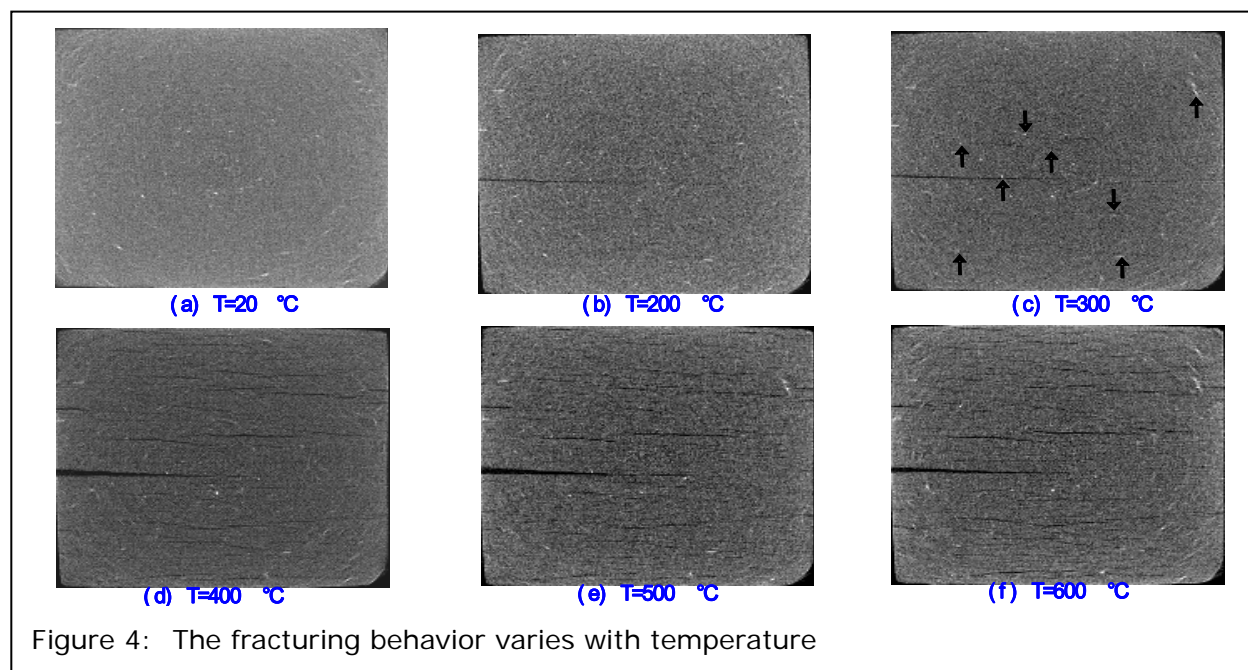 (a) T=20 °C
(b) T=200 °C
(c) T=300 °C
(d) T=400 °C
(e) T=500 °C
(f) T=600 °C
Figure 4: The fracturing behavior varies with temperature